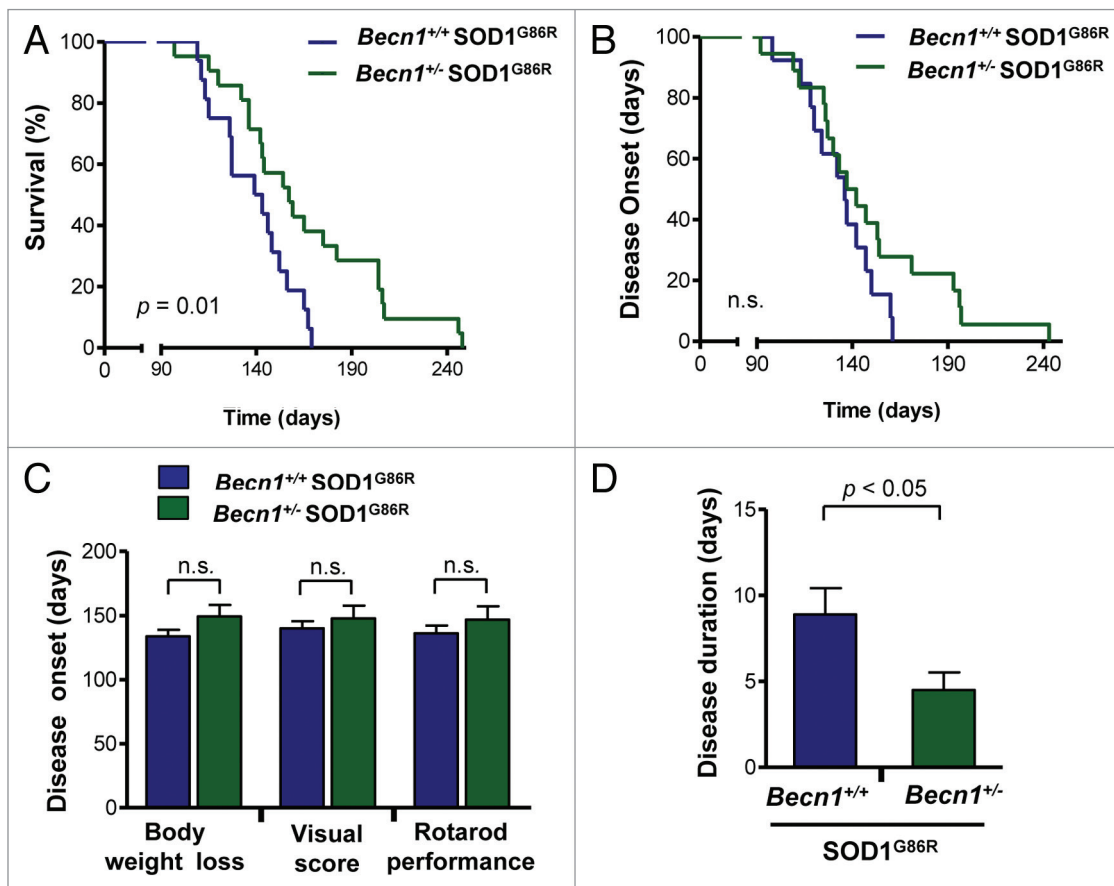 A
Becn1+/+ SOD1G86R
Becn1+/- SOD1G86R
Survival (%)
100
80
60
40
20
0
p = 0.01
0 90 140 190 240
Time (days)
B
Becn1+/+ SOD1G86R
Becn1+/- SOD1G86R
Disease Onset (days)
100
80
60
40
20
0
n.s.
0 90 140 190 240
Time (days)
C
Becn1+/+ SOD1G86R
Becn1+/- SOD1G86R
Disease onset (days)
200
150
100
50
0
n.s. n.s. n.s.
Body Visual Rotarod
weight loss score performance
D
p < 0.05
Disease duration (days)
15
10
5
0
Becn1+/+ Becn1+/-
SOD1G86R